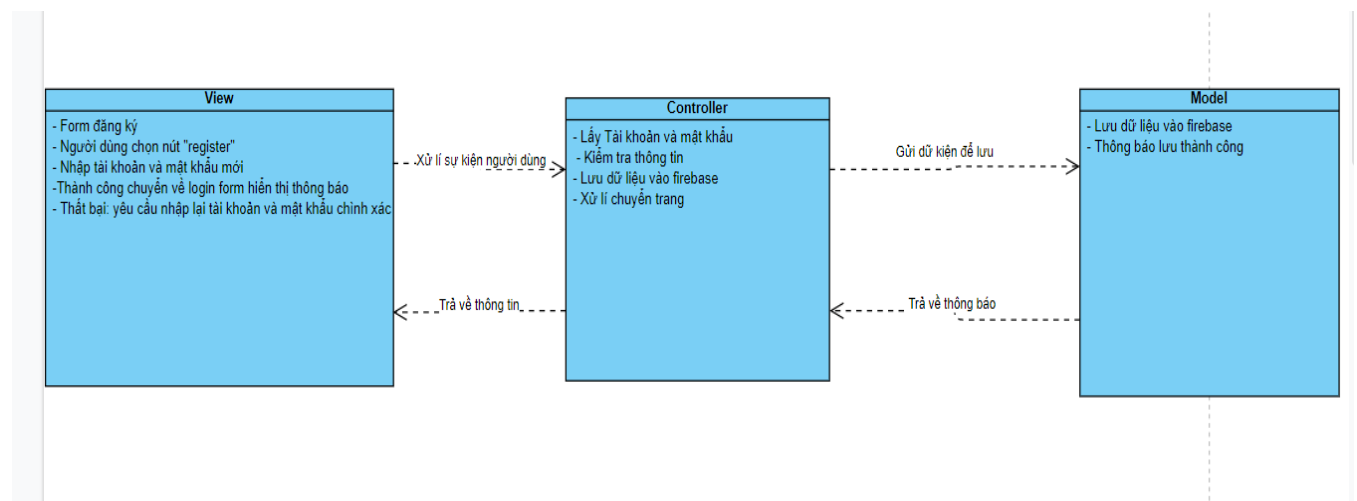 View
- Form đăng ký
- Người dùng chọn nút "register"
- Nhập tài khoản và mật khẩu mới
-Thành công chuyển về login form hiển thị thông báo
- Thất bại: yêu cầu nhập lại tài khoản và mật khẩu chính xác
Xử lí sự kiện người dùng
Trả về thông tin
Controller
- Lấy Tài khoản và mật khẩu
- Kiểm tra thông tin
- Lưu dữ liệu vào firebase
- Xử lí chuyển trang
Gửi dữ kiện để lưu
Trả về thông báo
Model
- Lưu dữ liệu vào firebase
- Thông báo lưu thành công